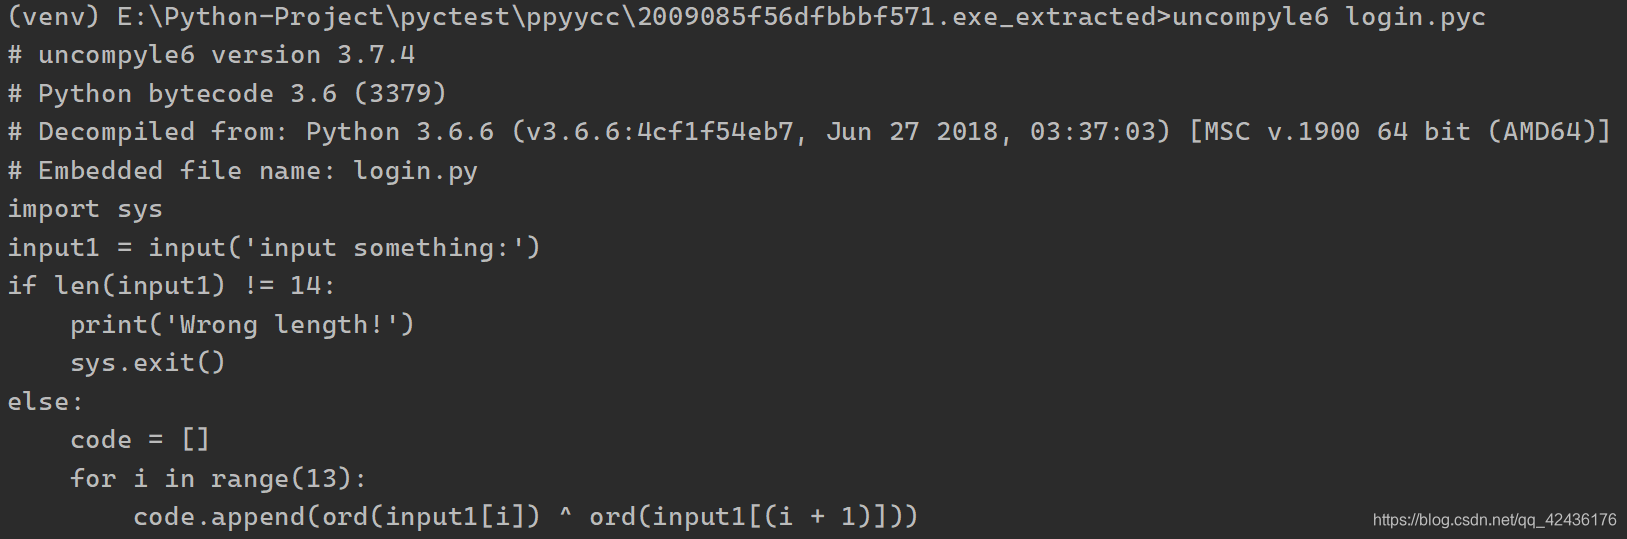 (venv) E:\Python-Project\pyctest\ppyycc\2009085f56dfbbbf571.exe_extracted>uncompyle6 login.pyc
# uncompyle6 version 3.7.4
# Python bytecode 3.6 (3379)
# Decompiled from: Python 3.6.6 (v3.6.6:4cf1f54eb7, Jun 27 2018, 03:37:03) [MSC v.1900 64 bit (AMD64)]
# Embedded file name: login.py
import sys
input1 = input('input something:')
if len(input1) != 14:
    print('Wrong length!')
    sys.exit()
else:
    code = []
    for i in range(13):
        code.append(ord(input1[i]) ^ ord(input1[(i + 1)]))
https://blog.csdn.net/qq_42436176